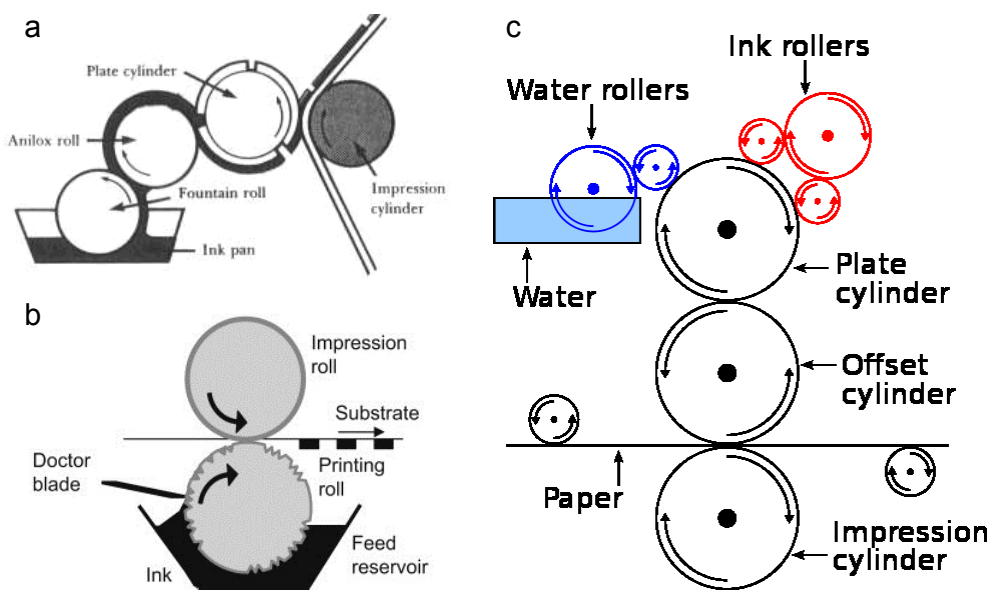 a
Plate cylinder
Anilox roll
Fountain roll
Impression
cylinder
Ink pan
b
Impression
roll
Substrate
Printing
roll
Doctor
blade
Ink
Feed
reservoir
c
Ink rollers
Water rollers
Water
Plate
cylinder
Offset
cylinder
Paper
Impression
cylinder